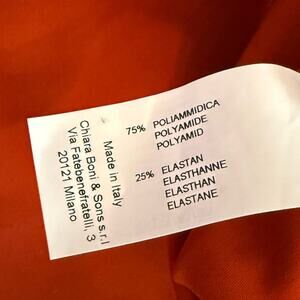 75% POLIAMMIDICA
POLYAMIDE
POLYAMID
25% ELASTAN
ELASTHANNE
ELASTHAN
ELASTANE
Made in Italy
Chiara Boni & Sons s.r.l
Via Fatebenefratelli, 3
20121 Milano